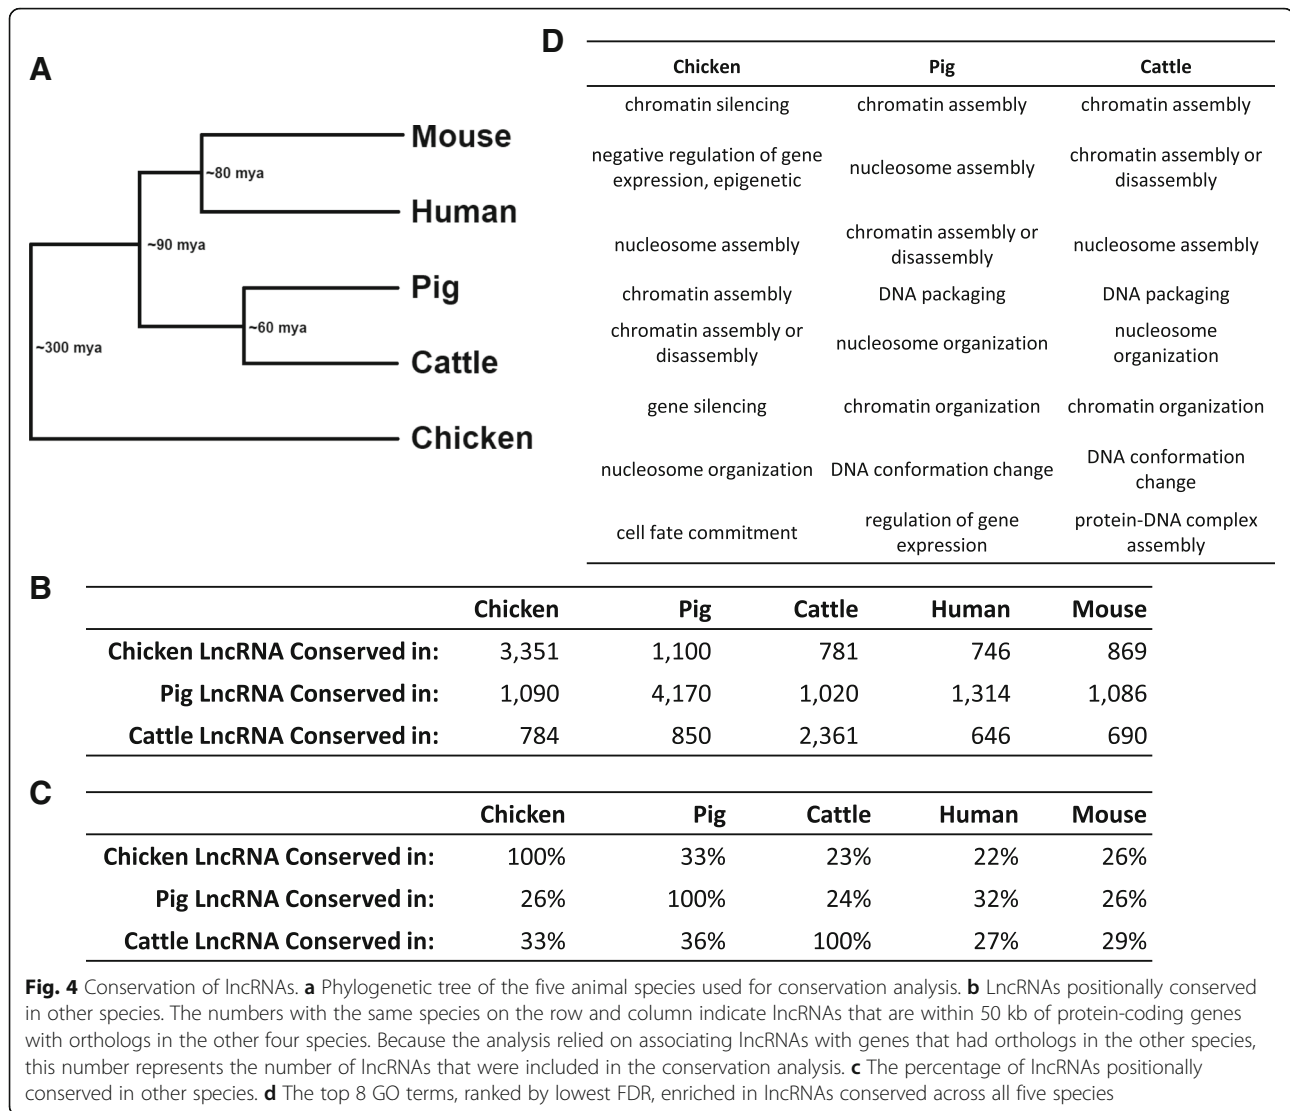 A
Mouse
~80 mya
Human
~90 mya
Pig
~60 mya
~300 mya
Cattle
Chicken
D
Chicken Pig Cattle
chromatin silencing chromatin assembly chromatin assembly
negative regulation of gene expression, epigenetic nucleosome assembly chromatin assembly or disassembly
nucleosome assembly chromatin assembly or disassembly nucleosome assembly
chromatin assembly DNA packaging DNA packaging
chromatin assembly or disassembly nucleosome organization nucleosome organization
gene silencing chromatin organization chromatin organization
nucleosome organization DNA conformation change DNA conformation change
cell fate commitment regulation of gene expression protein-DNA complex assembly
B
Chicken Pig Cattle Human Mouse
Chicken LncRNA Conserved in: 3,351 1,100 781 746 869
Pig LncRNA Conserved in: 1,090 4,170 1,020 1,314 1,086
Cattle LncRNA Conserved in: 784 850 2,361 646 690
C
Chicken Pig Cattle Human Mouse
Chicken LncRNA Conserved in: 100% 33% 23% 22% 26%
Pig LncRNA Conserved in: 26% 100% 24% 32% 26%
Cattle LncRNA Conserved in: 33% 36% 100% 27% 29%
Fig. 4 Conservation of lncRNAs. a Phylogenetic tree of the five animal species used for conservation analysis. b LncRNAs positionally conserved
in other species. The numbers with the same species on the row and column indicate lncRNAs that are within 50 kb of protein-coding genes
with orthologs in the other four species. Because the analysis relied on associating lncRNAs with genes that had orthologs in the other species,
this number represents the number of lncRNAs that were included in the conservation analysis. c The percentage of lncRNAs positionally
conserved in other species. d The top 8 GO terms, ranked by lowest FDR, enriched in lncRNAs conserved across all five species